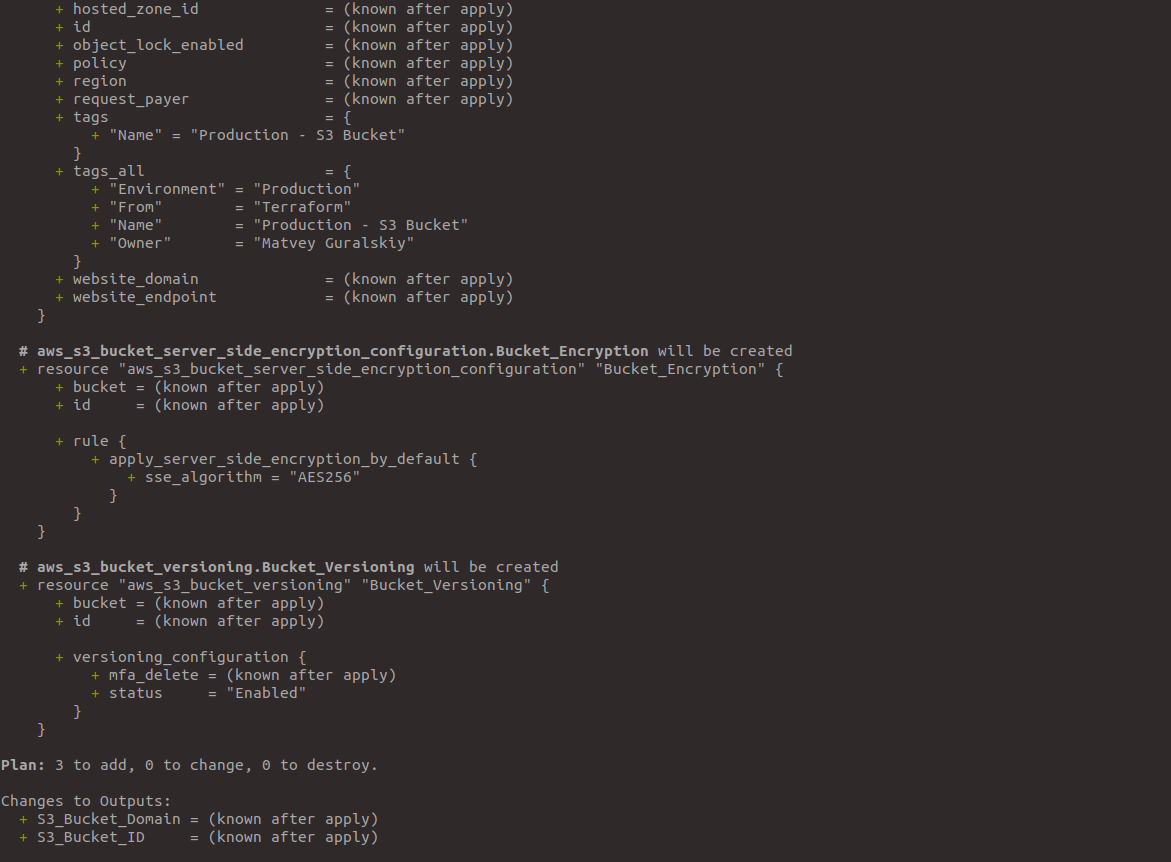 + hosted_zone_id              = (known after apply)
      + id                          = (known after apply)
      + object_lock_enabled         = (known after apply)
      + policy                      = (known after apply)
      + region                      = (known after apply)
      + request_payer               = (known after apply)
      + tags                        = {
          + "Name" = "Production - S3 Bucket"
        }
      + tags_all                    = {
          + "Environment" = "Production"
          + "From"        = "Terraform"
          + "Name"        = "Production - S3 Bucket"
          + "Owner"       = "Matvey Guralskiy"
        }
      + website_domain              = (known after apply)
      + website_endpoint            = (known after apply)
    }

  # aws_s3_bucket_server_side_encryption_configuration.Bucket_Encryption will be created
  + resource "aws_s3_bucket_server_side_encryption_configuration" "Bucket_Encryption" {
      + bucket = (known after apply)
      + id     = (known after apply)

      + rule {
          + apply_server_side_encryption_by_default {
              + sse_algorithm = "AES256"
            }
        }
    }

  # aws_s3_bucket_versioning.Bucket_Versioning will be created
  + resource "aws_s3_bucket_versioning" "Bucket_Versioning" {
      + bucket = (known after apply)
      + id     = (known after apply)

      + versioning_configuration {
          + mfa_delete = (known after apply)
          + status     = "Enabled"
        }
    }

Plan: 3 to add, 0 to change, 0 to destroy.

Changes to Outputs:
  + S3_Bucket_Domain = (known after apply)
  + S3_Bucket_ID     = (known after apply)